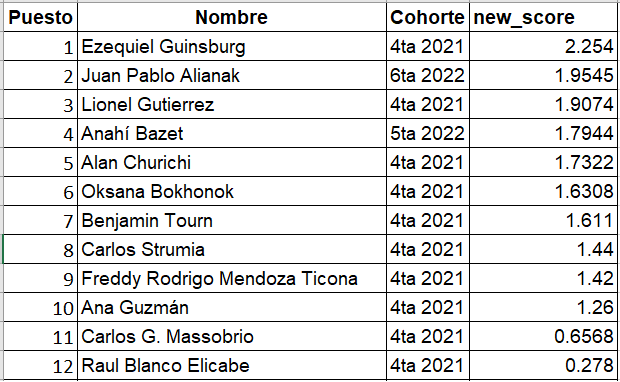 Puesto Nombre Cohorte new_score
1 Ezequiel Guinsburg 4ta 2021 2.254
2 Juan Pablo Alianak 6ta 2022 1.9545
3 Lionel Gutierrez 4ta 2021 1.9074
4 Anahí Bazet 5ta 2022 1.7944
5 Alan Churichi 4ta 2021 1.7322
6 Oksana Bokhonok 4ta 2021 1.6308
7 Benjamin Tourn 4ta 2021 1.611
8 Carlos Strumia 4ta 2021 1.44
9 Freddy Rodrigo Mendoza Ticona 4ta 2021 1.42
10 Ana Guzmán 4ta 2021 1.26
11 Carlos G. Massobrio 4ta 2021 0.6568
12 Raul Blanco Elicabe 4ta 2021 0.278